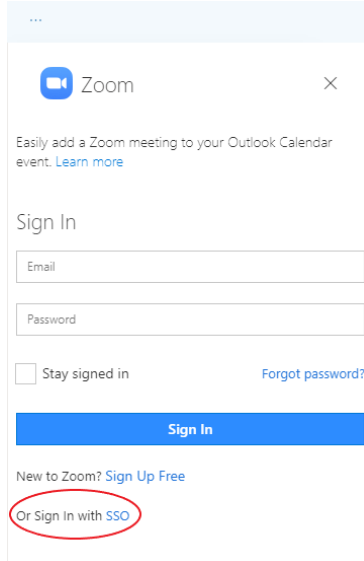 ...
Zoom
Easily add a Zoom meeting to your Outlook Calendar
event. Learn more
Sign In
Email
Password
Stay signed in Forgot password?
Sign In
New to Zoom? Sign Up Free
Or Sign In with SSO